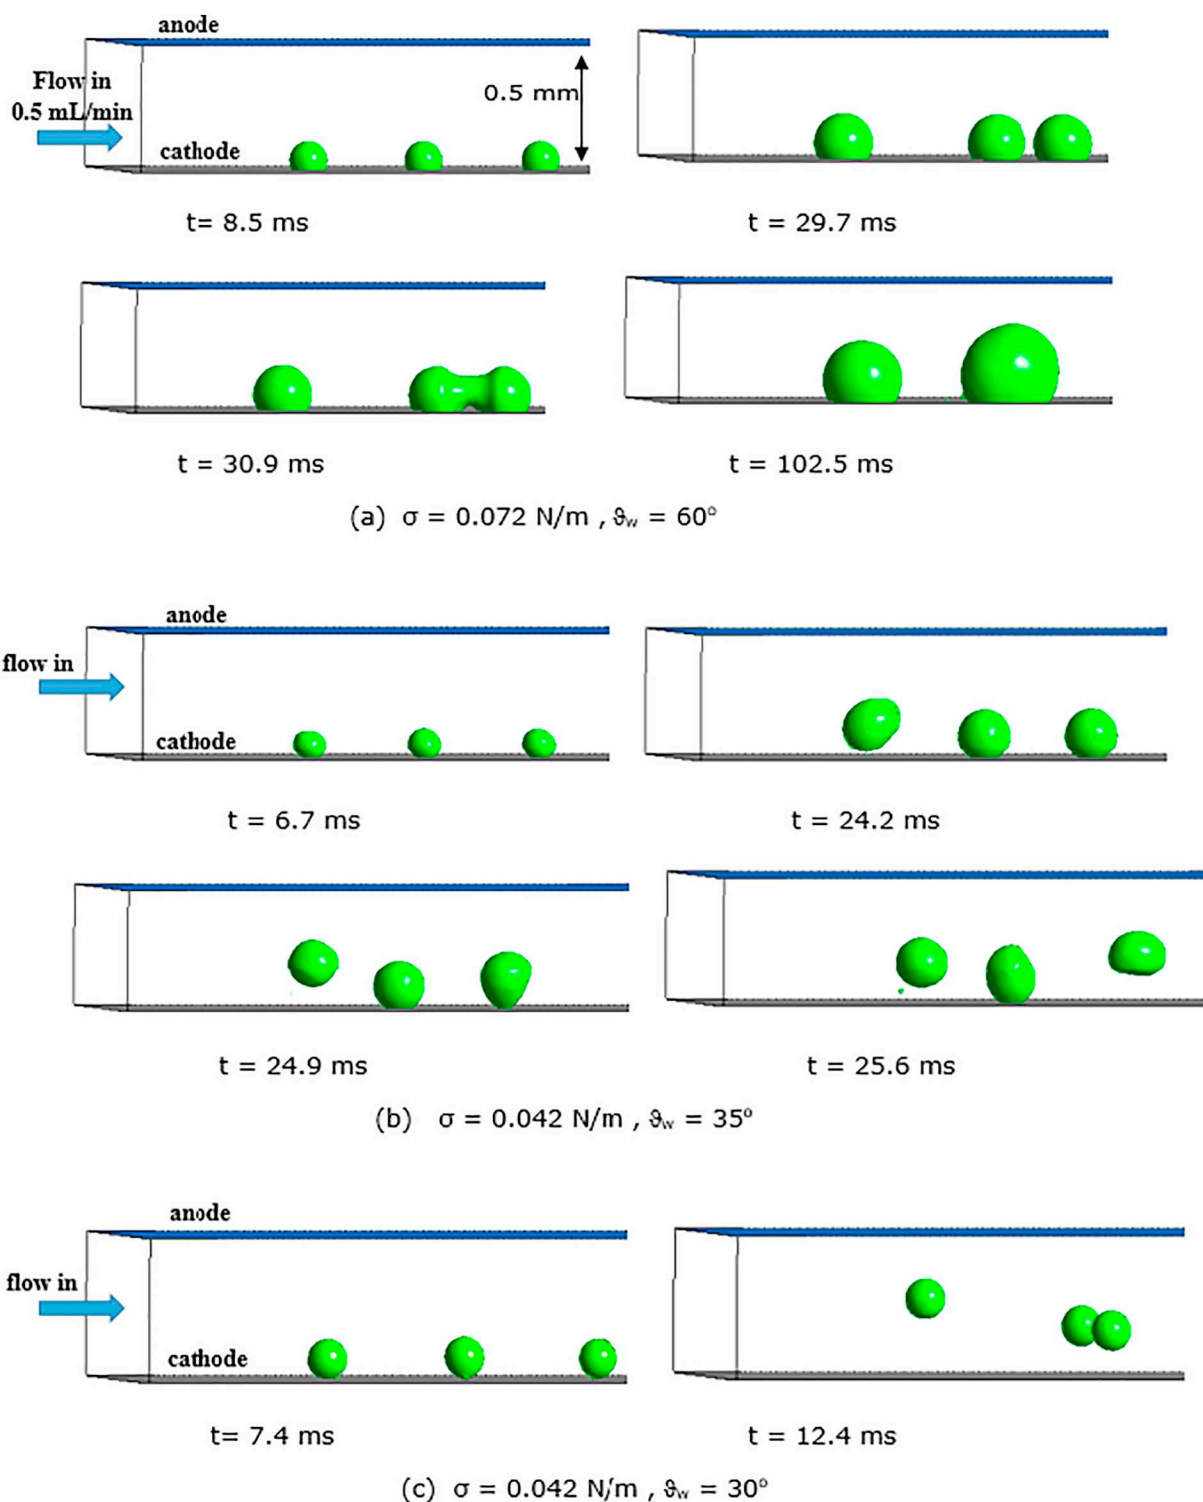 anode
Flow in
0.5 mL/min
0.5 mm
cathode
t= 8.5 ms
t = 29.7 ms
t = 30.9 ms
t = 102.5 ms
(a) σ = 0.072 N/m , ϑw = 60°
anode
flow in
cathode
t = 6.7 ms
t = 24.2 ms
t = 24.9 ms
t = 25.6 ms
(b) σ = 0.042 N/m , ϑw = 35°
anode
flow in
cathode
t= 7.4 ms
t = 12.4 ms
(c) σ = 0.042 N/m , ϑw = 30°